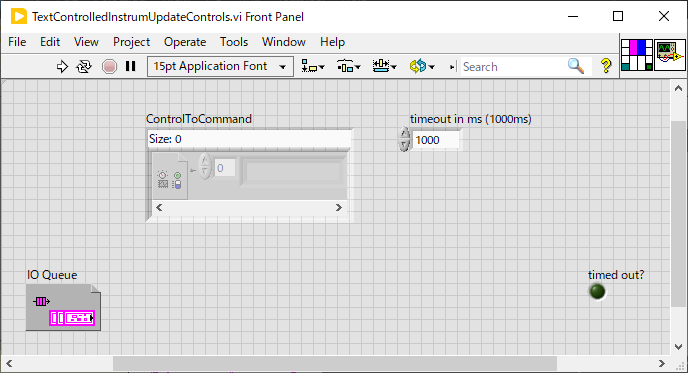 TextControlledInstrumUpdateControls.vi Front Panel
File Edit View Project Operate Tools Window Help
15pt Application Font
Search
ControlToCommand
timeout in ms (1000ms)
Size: 0
1000
0
IO Queue
timed out?